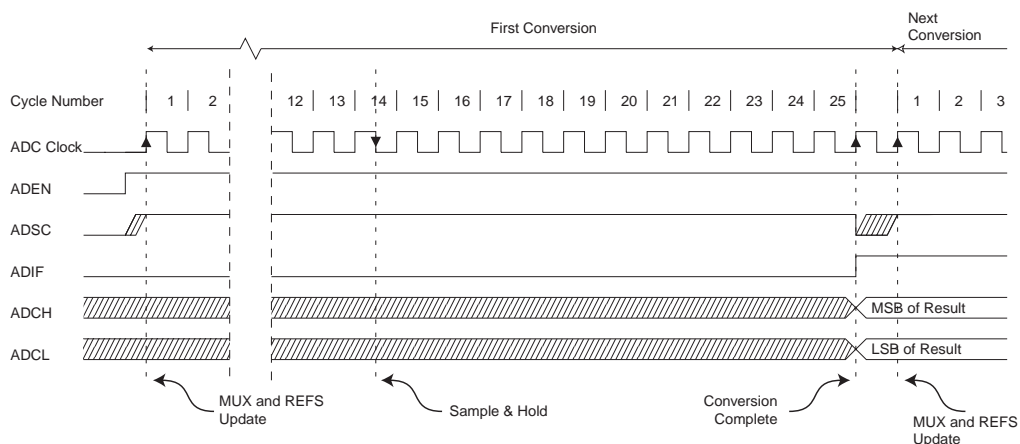 First Conversion
Next
Conversion
Cycle Number 1 2 12 13 14 15 16 17 18 19 20 21 22 23 24 25 1 2 3
ADC Clock
ADEN
ADSC
ADIF
ADCH MSB of Result
ADCL LSB of Result
MUX and REFS
Update
Sample & Hold
Conversion
Complete
MUX and REFS
Update